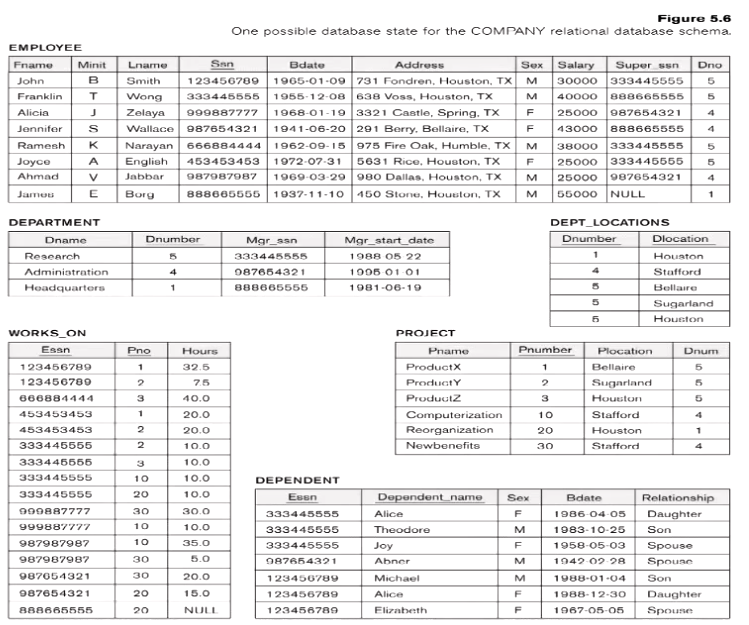 Figure 5.6
One possible database state for the COMPANY relational database schema.
EMPLOYEE
Fname Minit Lname Ssn Bdate Address Sex Salary Super_ssn Dno
John B Smith 123456789 1965-01-09 731 Fondren, Houston, TX M 30000 333445555 5
Franklin T Wong 333445555 1955-12-08 638 Voss, Houston, TX M 40000 888665555 5
Alicia J Zelaya 999887777 1968-01-19 3321 Castle, Spring, TX F 25000 987654321 4
Jennifer S Wallace 987654321 1941-06-20 291 Berry, Bellaire, TX F 43000 888665555 4
Ramesh K Narayan 666884444 1962-09-15 975 Fire Oak, Humble, TX M 38000 333445555 5
Joyce A English 453453453 1972-07-31 5631 Rice, Houston, TX F 25000 333445555 5
Ahmad V Jabbar 987987987 1969-03-29 980 Dallas, Houston, TX M 25000 987654321 4
James E Borg 888665555 1937-11-10 450 Stone, Houston, TX M 55000 NULL 1
DEPARTMENT
Dname Dnumber Mgr_ssn Mgr_start_date
Research 5 333445555 1988-05-22
Administration 4 987654321 1995-01-01
Headquarters 1 888665555 1981-06-19
DEPT_LOCATIONS
Dnumber Dlocation
1 Houston
4 Stafford
5 Bellaire
5 Sugarland
5 Houston
WORKS_ON
Essn Pno Hours
123456789 1 32.5
123456789 2 7.5
666884444 3 40.0
453453453 1 20.0
453453453 2 20.0
333445555 2 10.0
333445555 3 10.0
333445555 10 10.0
333445555 20 10.0
999887777 30 30.0
999887777 10 10.0
987987987 10 35.0
987987987 30 5.0
987654321 30 20.0
987654321 20 15.0
888665555 20 NULL
PROJECT
Pname Pnumber Plocation Dnum
ProductX 1 Bellaire 5
ProductY 2 Sugarland 5
ProductZ 3 Houston 5
Computerization 10 Stafford 4
Reorganization 20 Houston 1
Newbenefits 30 Stafford 4
DEPENDENT
Essn Dependent_name Sex Bdate Relationship
333445555 Alice F 1986-04-05 Daughter
333445555 Theodore M 1983-10-25 Son
333445555 Joy F 1958-05-03 Spouse
987654321 Abner M 1942-02-28 Spouse
123456789 Michael M 1988-01-04 Son
123456789 Alice F 1988-12-30 Daughter
123456789 Elizabeth F 1967-05-05 Spouse